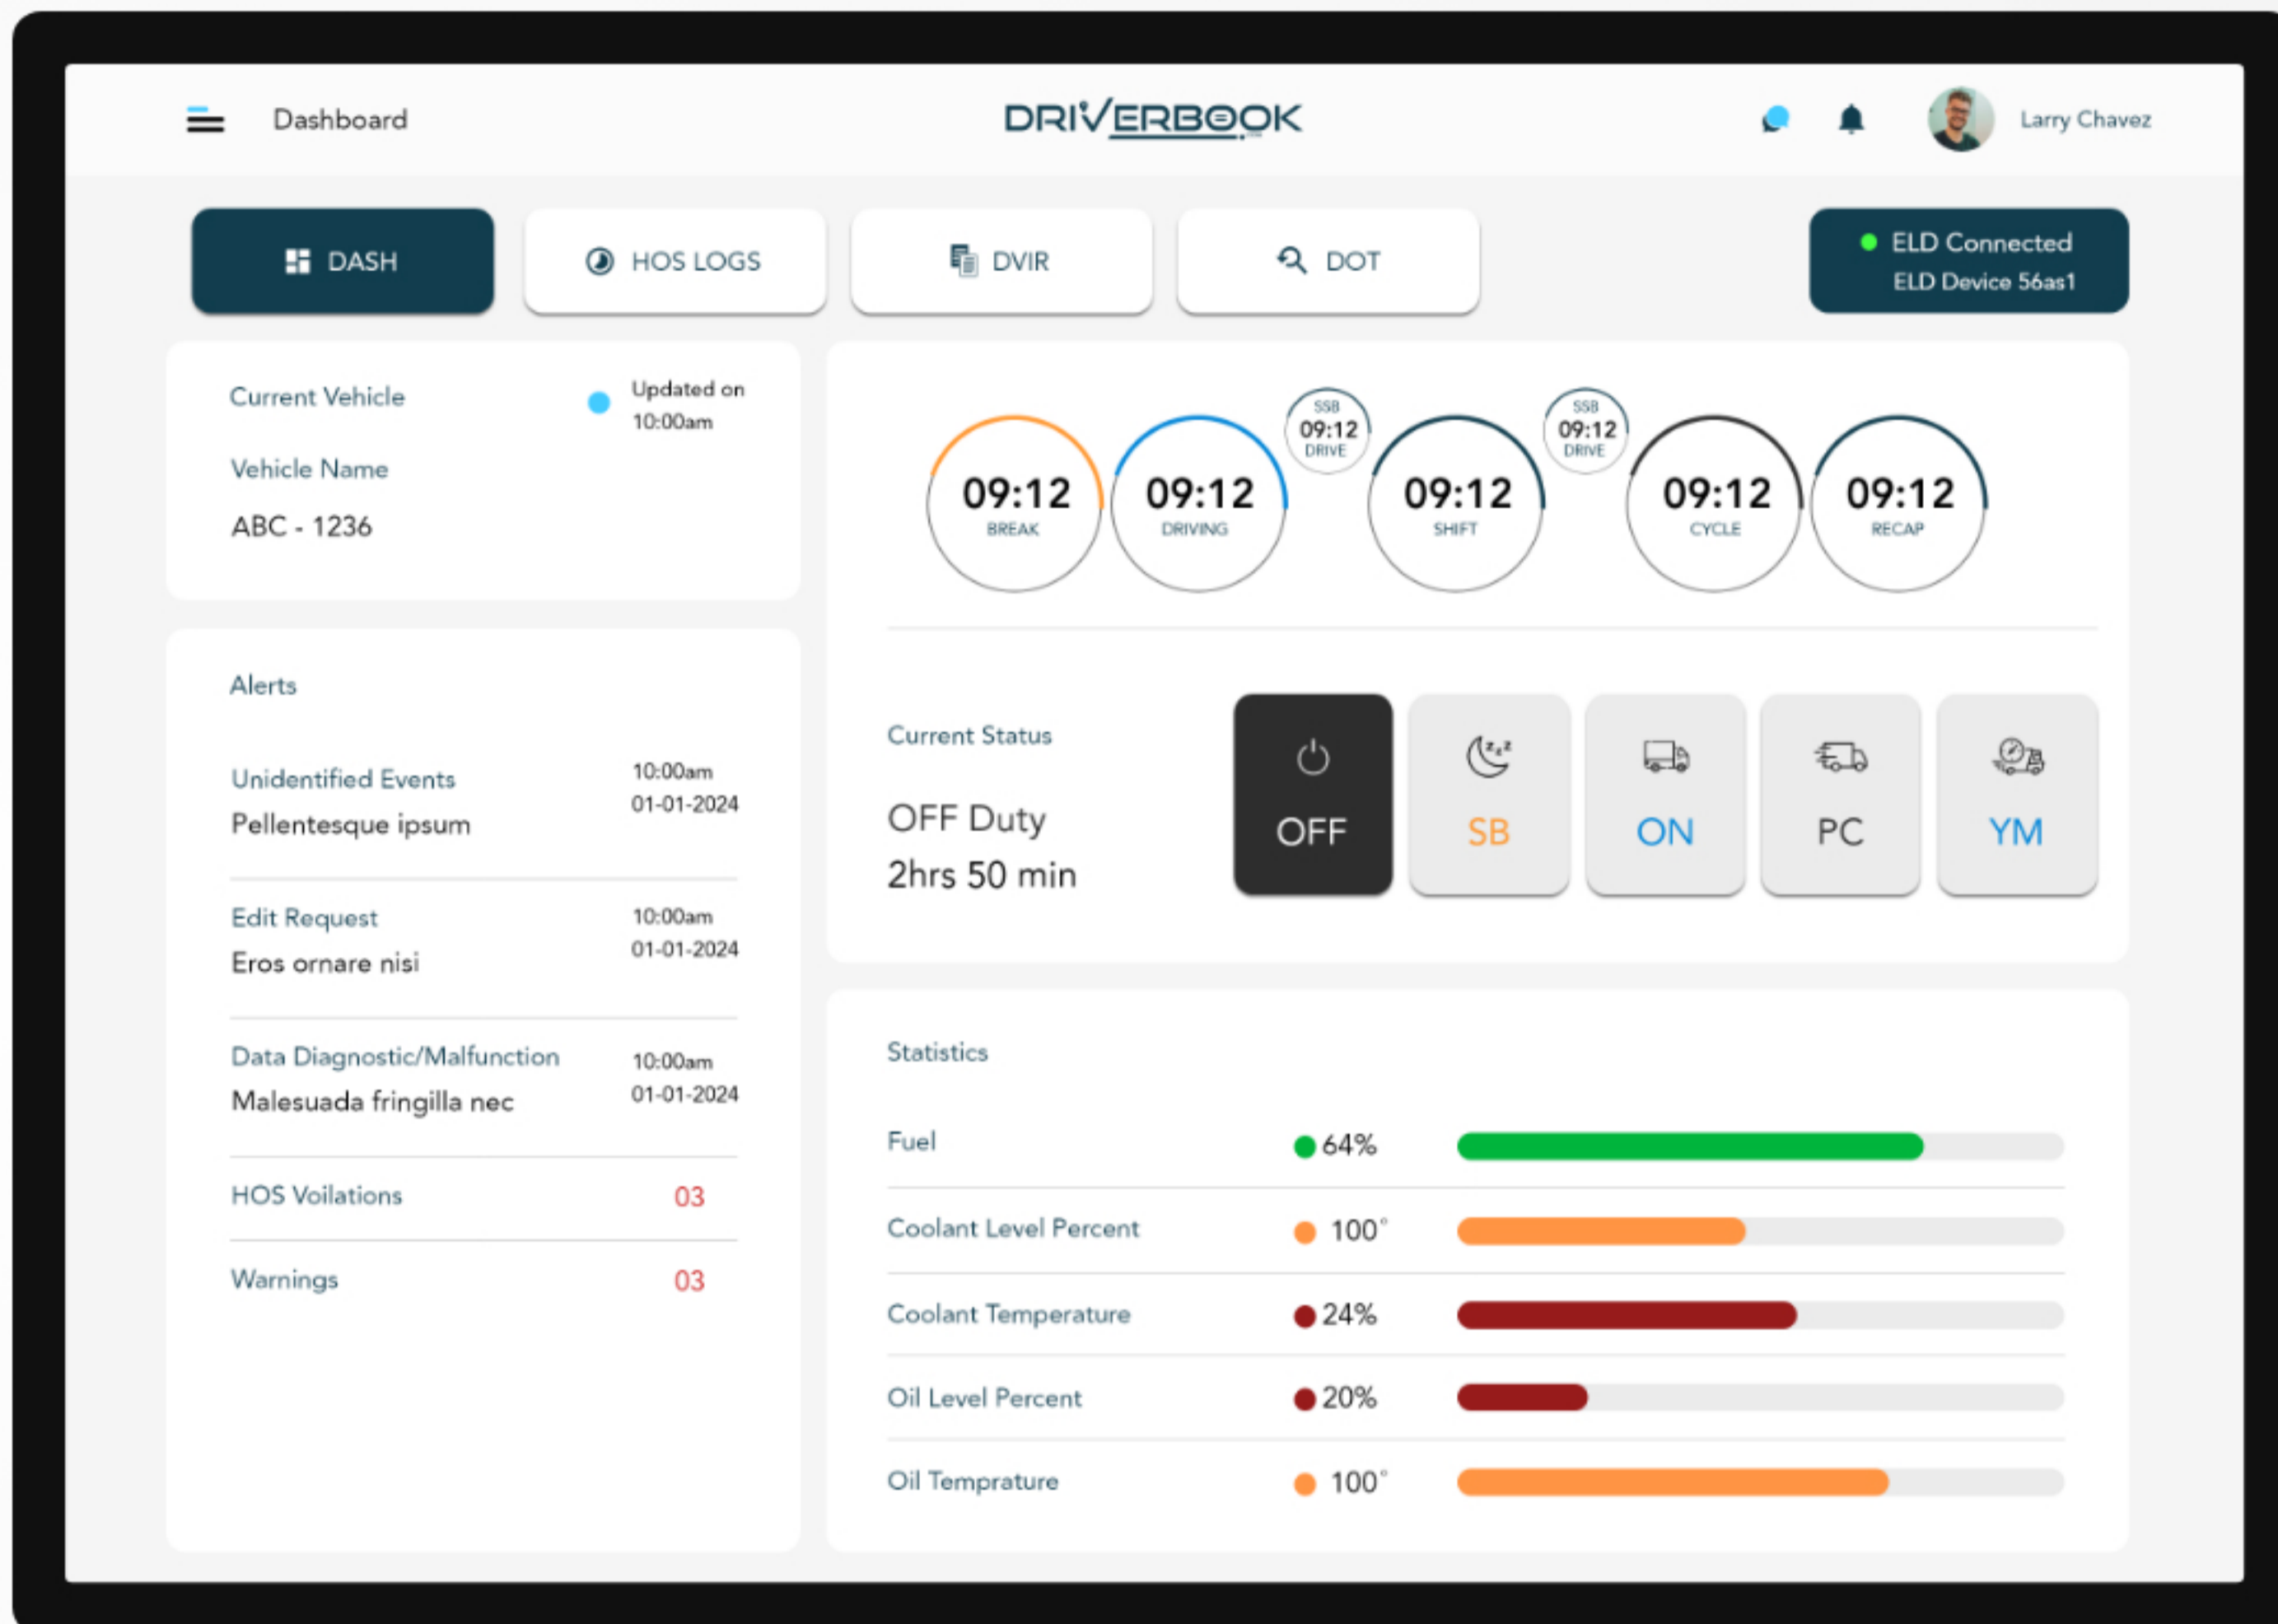 Dashboard
DRIVERBOOK
Larry Chavez
DASH
HOS LOGS
DVIR
DOT
ELD Connected
ELD Device 56as1
Current Vehicle
Updated on
10:00am
Vehicle Name
ABC - 1236
Alerts
Unidentified Events
Pellentesque ipsum
10:00am
01-01-2024
Edit Request
Eros ornare nisi
10:00am
01-01-2024
Data Diagnostic/Malfunction
Malesuada fringilla nec
10:00am
01-01-2024
HOS Voilations
03
Warnings
03
09:12
BREAK
09:12
DRIVING
SSB
09:12
DRIVE
09:12
SHIFT
SSB
09:12
DRIVE
09:12
CYCLE
09:12
RECAP
Current Status
OFF Duty
2hrs 50 min
OFF
zzz
SB
ON
PC
YM
Statistics
Fuel
64%
Coolant Level Percent
100°
Coolant Temperature
24%
Oil Level Percent
20%
Oil Temprature
100°